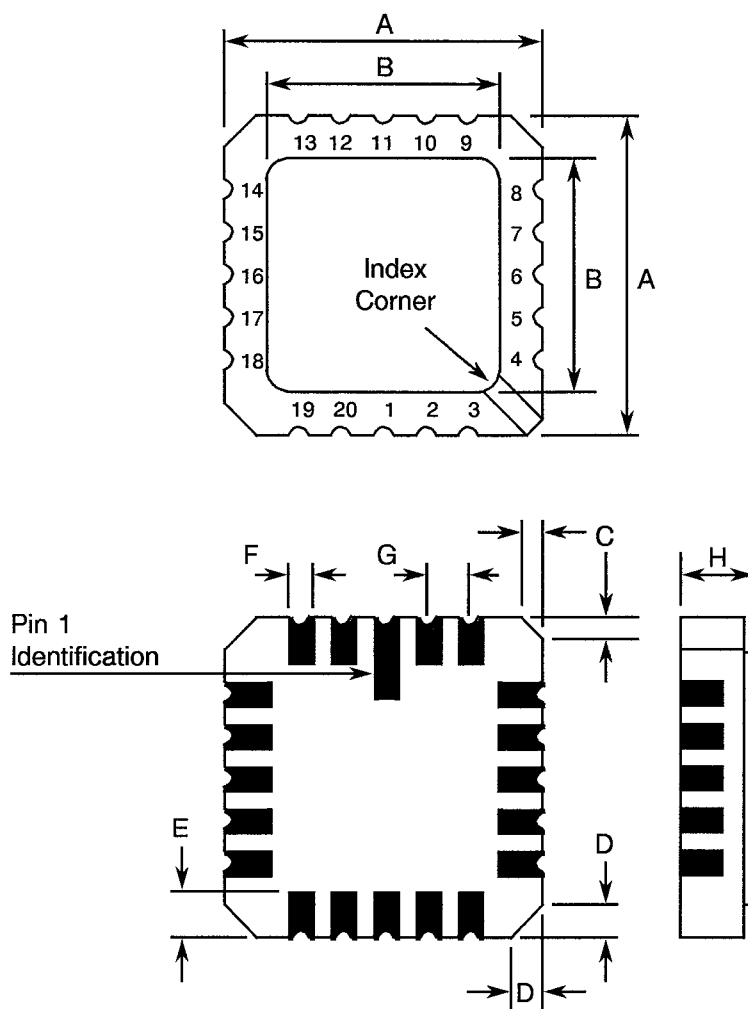 A
B
13 12 11 10 9
14 8
15 7
16 6
17 5
18 4
Index
Corner
B
A
19 20 1 2 3
C
F
G
H
Pin 1
Identification
E
D
D